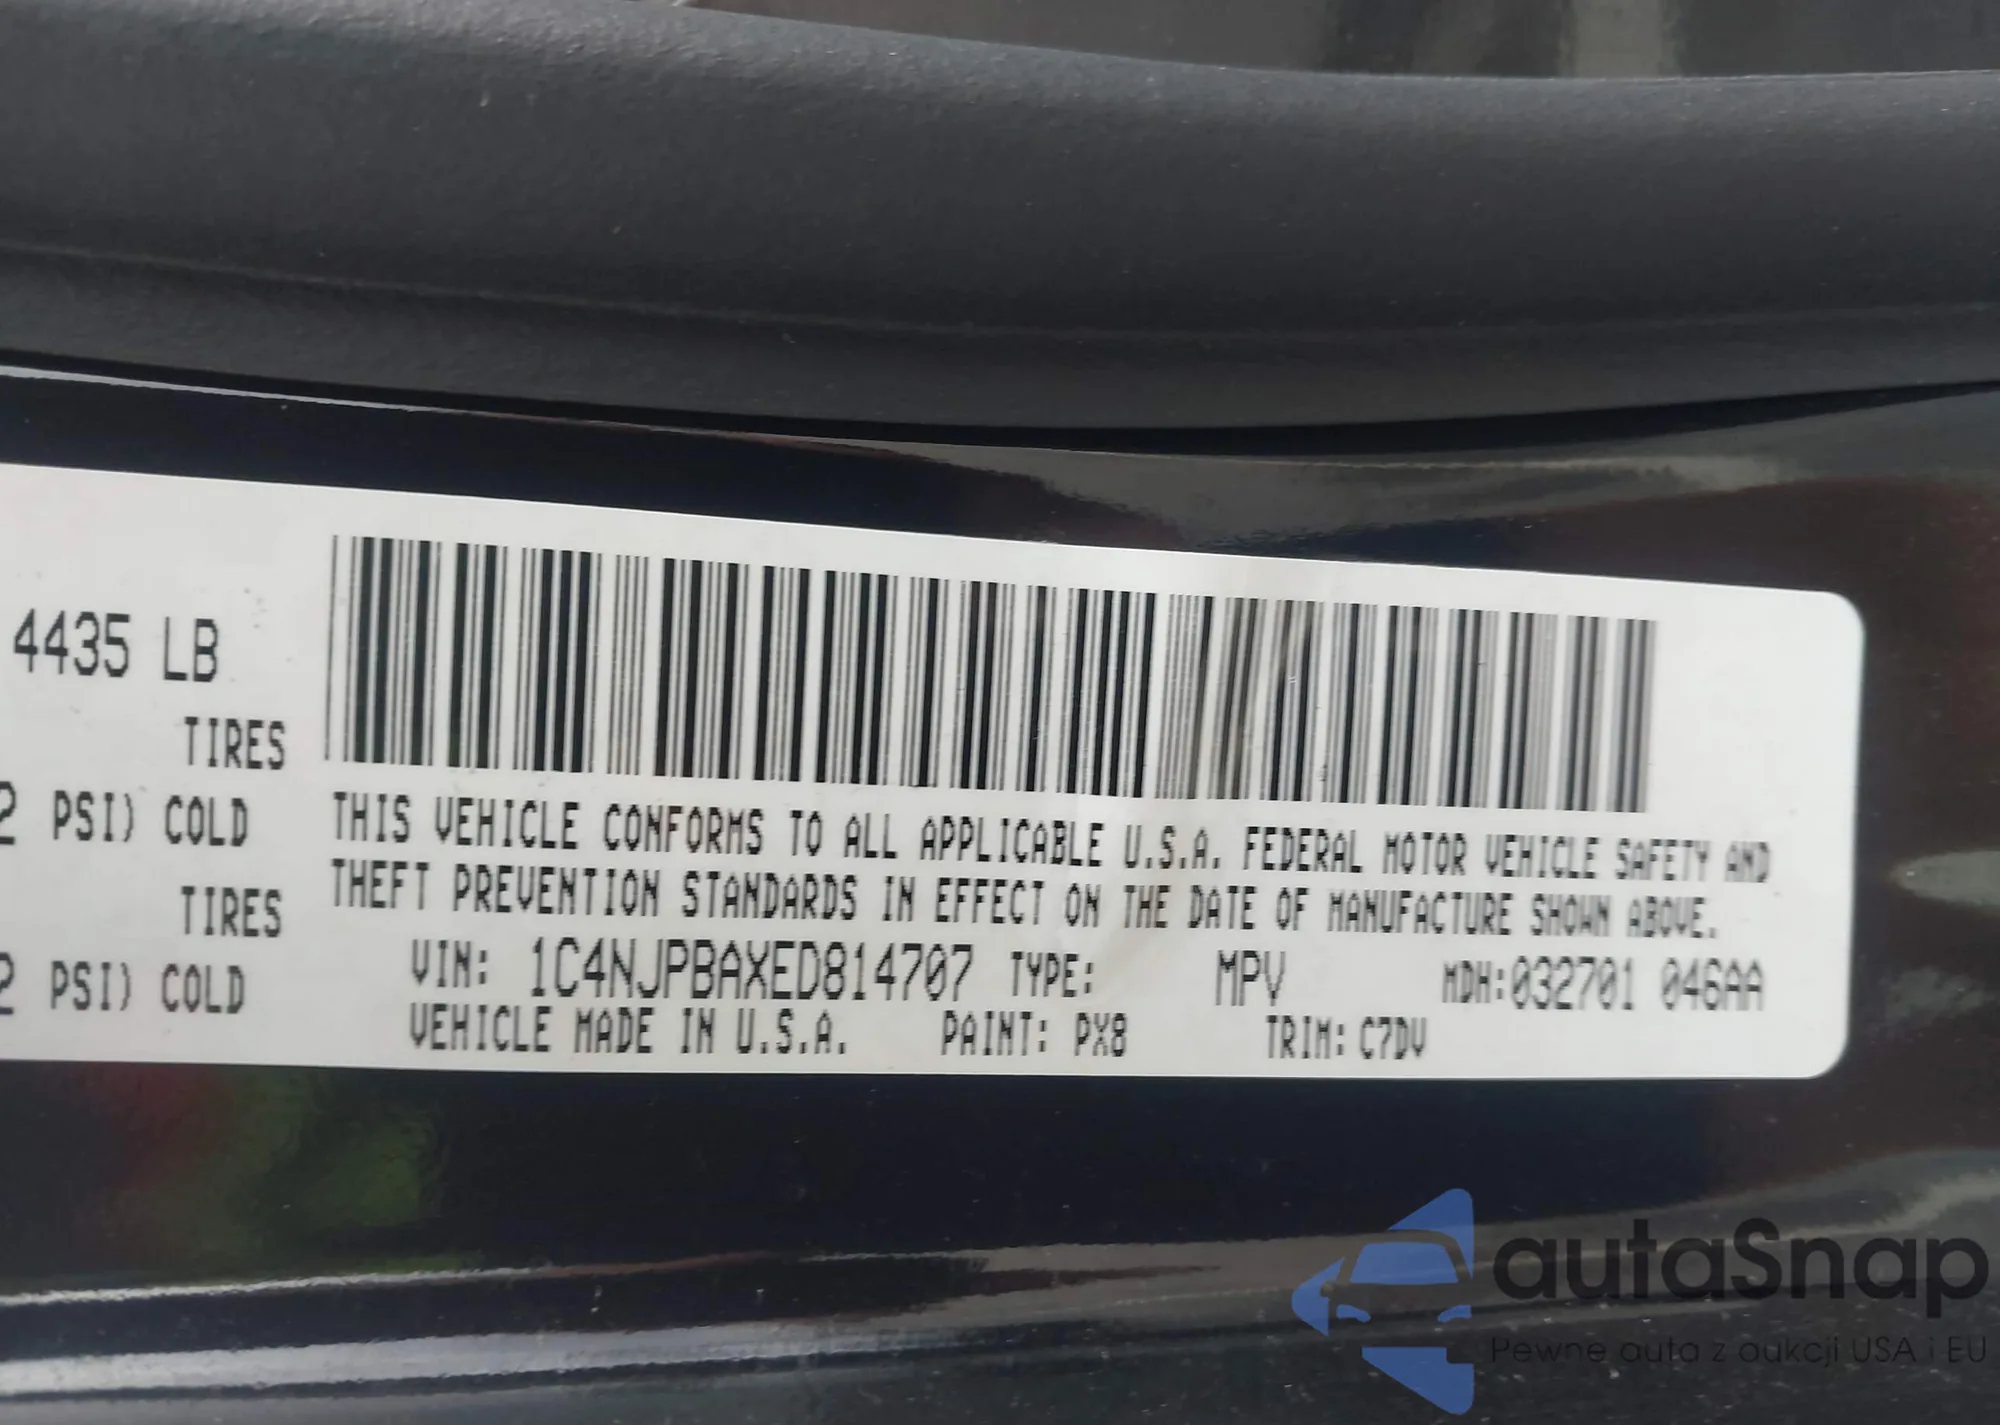 4435 LB
TIRES
2 PSI) COLD
TIRES
2 PSI) COLD
THIS VEHICLE CONFORMS TO ALL APPLICABLE U.S.A. FEDERAL MOTOR VEHICLE SAFETY AND
THEFT PREVENTION STANDARDS IN EFFECT ON THE DATE OF MANUFACTURE SHOWN ABOVE.
VIN: 1C4NJPBAXED814707 TYPE: MPV MDH:032701 046AA
VEHICLE MADE IN U.S.A. PAINT: PX8 TRIM: C7DV
autaSnap
Pewne auta z aukcji USA i EU